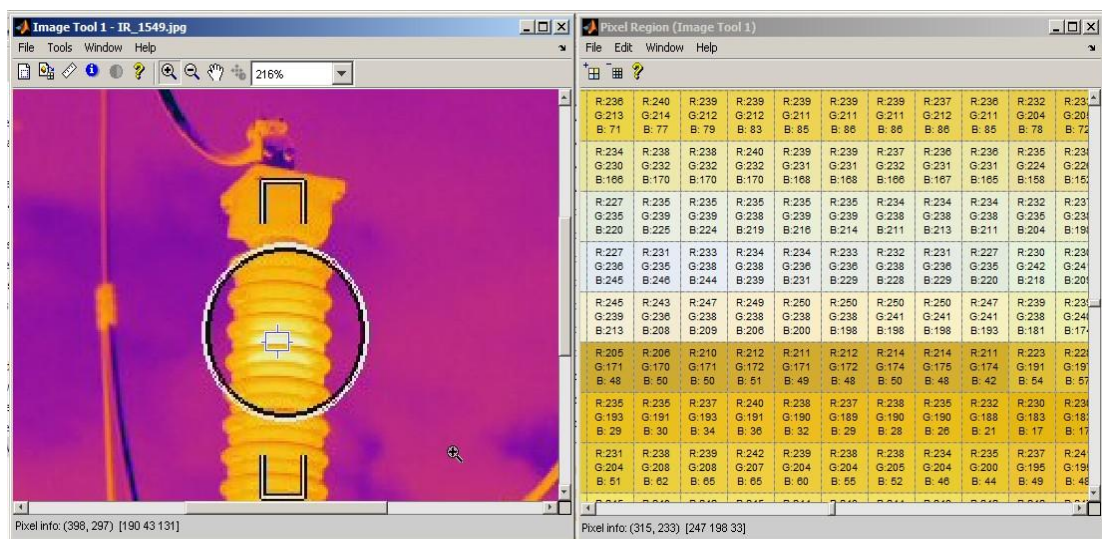 Image Tool 1 - IR_1549.jpg
File Tools Window Help
216%
Pixel info: (398, 297) [190 43 131]
Pixel Region (Image Tool 1)
File Edit Window Help
R:236 R:240 R:239 R:239 R:239 R:239 R:239 R:237 R:236 R:232
G:213 G:214 G:212 G:212 G:211 G:211 G:211 G:212 G:211 G:204
B: 71 B: 77 B: 79 B: 83 B: 85 B: 86 B: 86 B: 86 B: 85 B: 78 B: 72
R:234 R:238 R:238 R:240 R:239 R:239 R:237 R:236 R:236 R:235
G:230 G:232 G:232 G:232 G:231 G:231 G:232 G:231 G:231 G:224
B:166 B:170 B:170 B:170 B:168 B:168 B:166 B:167 B:165 B:158
R:227 R:235 R:235 R:235 R:235 R:235 R:234 R:234 R:234 R:232
G:235 G:239 G:239 G:239 G:238 G:238 G:238 G:238 G:238 G:235
B:220 B:225 B:224 B:219 B:216 B:214 B:211 B:213 B:211 B:204
R:227 R:231 R:233 R:234 R:234 R:233 R:232 R:231 R:227 R:230
G:236 G:235 G:238 G:238 G:236 G:236 G:238 G:236 G:235 G:242
B:245 B:246 B:244 B:239 B:231 B:229 B:228 B:229 B:220 B:218
R:245 R:243 R:247 R:249 R:250 R:250 R:250 R:250 R:247 R:239
G:239 G:236 G:238 G:238 G:238 G:238 G:241 G:241 G:241 G:238
B:213 B:208 B:209 B:206 B:200 B:198 B:198 B:198 B:193 B:181
R:205 R:206 R:210 R:212 R:211 R:212 R:214 R:214 R:211 R:223
G:171 G:170 G:171 G:172 G:171 G:172 G:174 G:175 G:174 G:191
B: 48 B: 50 B: 50 B: 51 B: 49 B: 48 B: 50 B: 48 B: 42 B: 54 B: 57
R:235 R:235 R:237 R:240 R:238 R:237 R:238 R:235 R:232 R:230
G:193 G:191 G:193 G:191 G:190 G:189 G:190 G:190 G:188 G:183
B: 29 B: 30 B: 34 B: 36 B: 32 B: 29 B: 28 B: 26 B: 21 B: 17 B: 17
R:231 R:238 R:239 R:242 R:239 R:238 R:238 R:234 R:235 R:237
G:204 G:208 G:208 G:207 G:204 G:204 G:205 G:204 G:200 G:195
B: 51 B: 62 B: 65 B: 65 B: 60 B: 55 B: 52 B: 46 B: 44 B: 49 B: 48
Pixel info: (315, 233) [247 198 33]